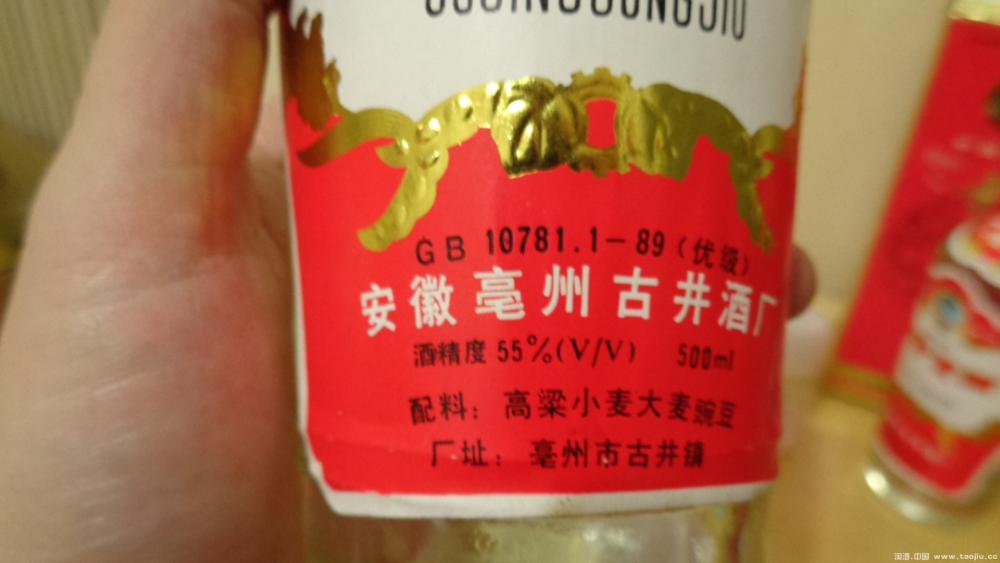 GB 10781.1-89(优级)
安徽亳州古井酒厂
酒精度 55%(V/V) 500ml
配料：高粱小麦大麦豌豆
厂址：亳州市古井镇
淘酒.中国 www.taojiu.cc